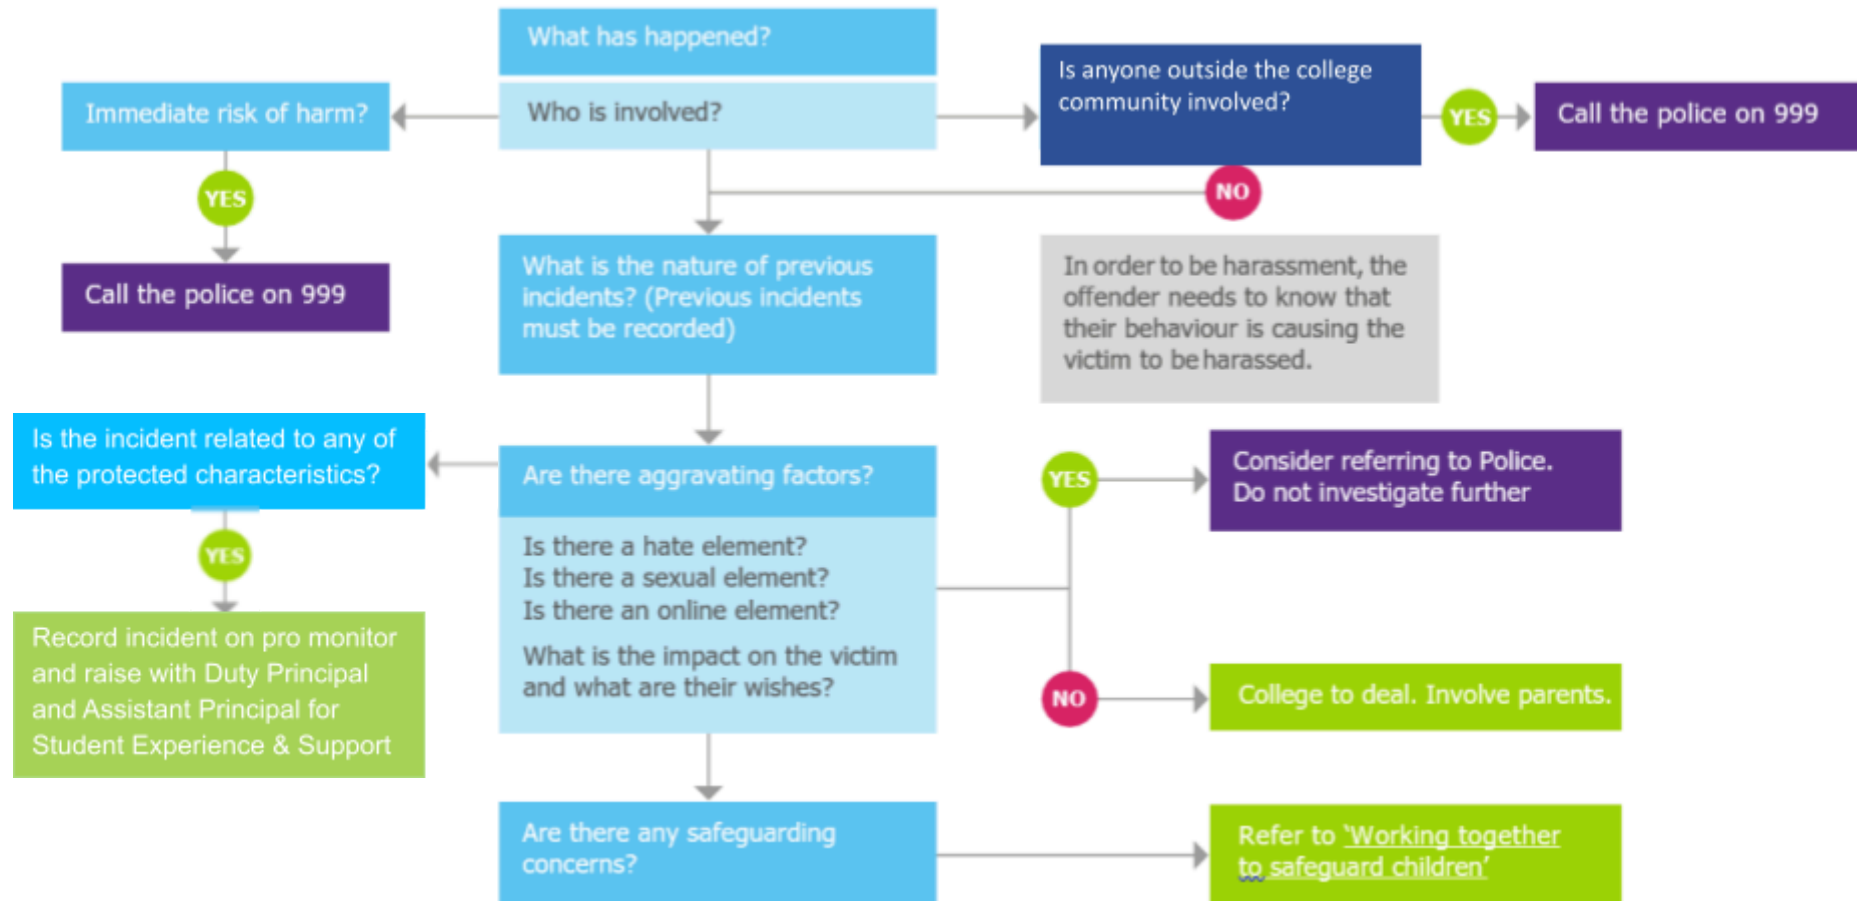 What has happened?
Who is involved?
Immediate risk of harm?
YES
Call the police on 999
Is anyone outside the college
community involved?
YES
Call the police on 999
NO
What is the nature of previous
incidents? (Previous incidents
must be recorded)
In order to be harassment, the
offender needs to know that
their behaviour is causing the
victim to be harassed.
Is the incident related to any of
the protected characteristics?
YES
Record incident on pro monitor
and raise with Duty Principal
and Assistant Principal for
Student Experience & Support
Are there aggravating factors?
Is there a hate element?
Is there a sexual element?
Is there an online element?
What is the impact on the victim
and what are their wishes?
YES
Consider referring to Police.
Do not investigate further
NO
College to deal. Involve parents.
Are there any safeguarding
concerns?
Refer to ‘Working together
to safeguard children’